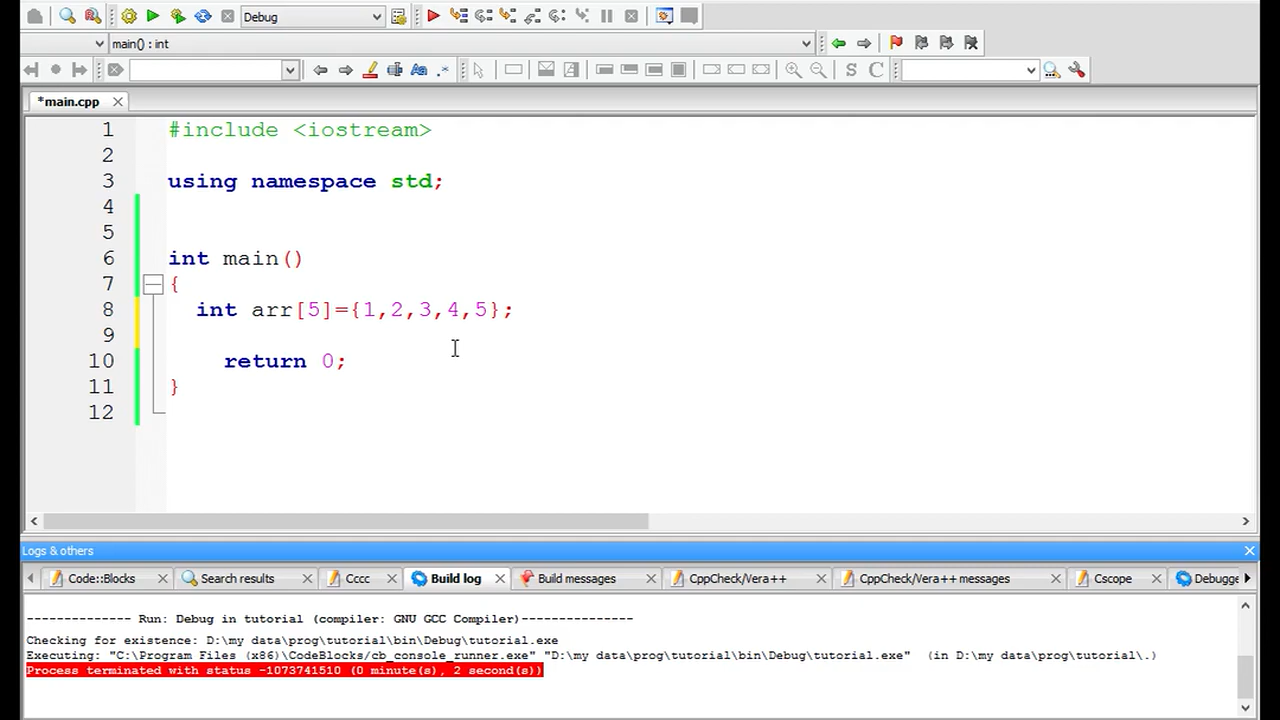 Debug
main() : int
S C
*main.cpp
1 #include <iostream>
2
3 using namespace std;
4
5
6 int main()
7 {
8 int arr[5]={1,2,3,4,5};
9
10 return 0;
11 }
12
Logs & others
Code::Blocks Search results Cccc Build log Build messages CppCheck/Vera++ CppCheck/Vera++ messages Cscope Debugge
-------------- Run: Debug in tutorial (compiler: GNU GCC Compiler)---------------
Checking for existence: D:\my data\prog\tutorial\bin\Debug\tutorial.exe
Executing: "C:\Program Files (x86)\CodeBlocks/cb_console_runner.exe" "D:\my data\prog\tutorial\bin\Debug\tutorial.exe"  (in D:\my data\prog\tutorial\.)
Process terminated with status -1073741510 (0 minute(s), 2 second(s))